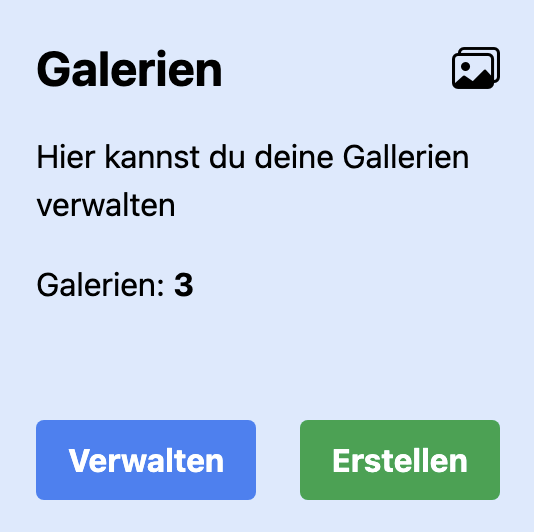 Galerien
Hier kannst du deine Gallerien
verwalten
Galerien: 3
Verwalten
Erstellen